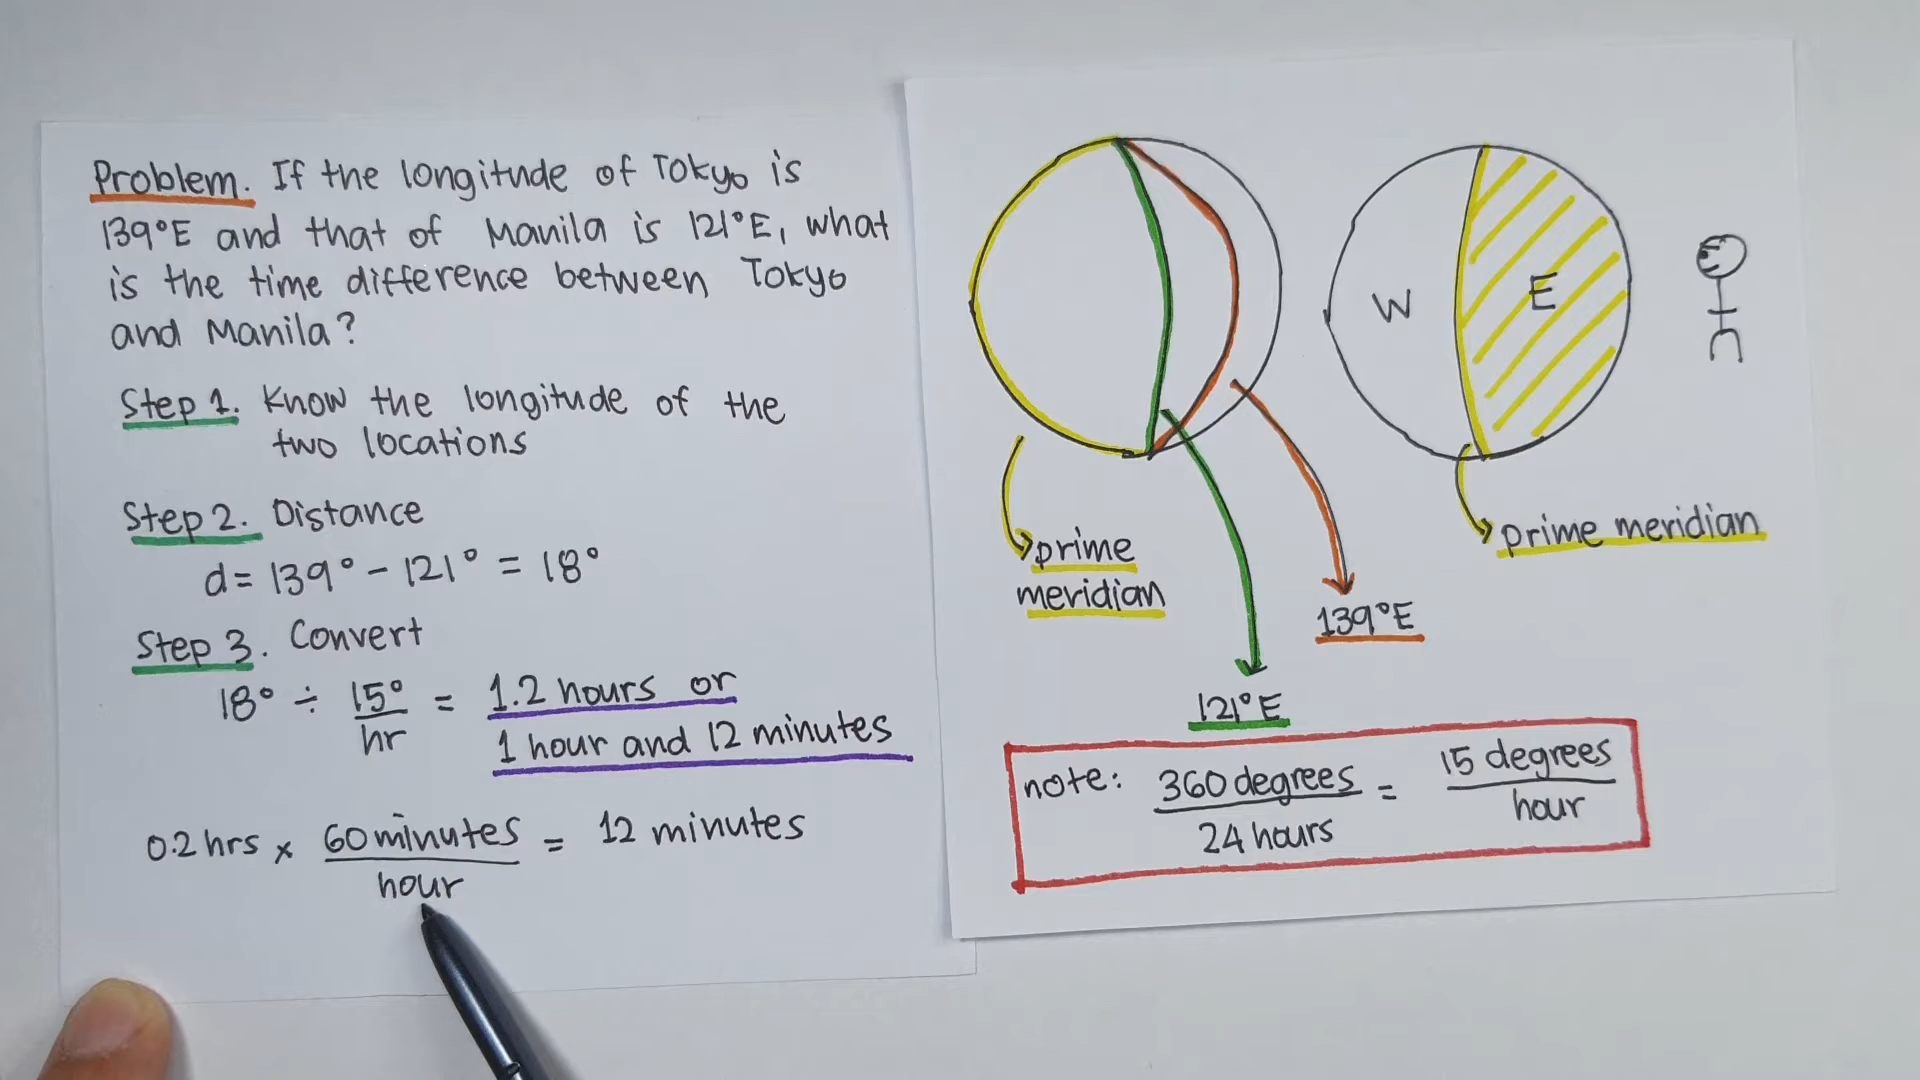 Problem. If the longitude of Tokyo is
139°E and that of Manila is 121°E, what
is the time difference between Tokyo
and Manila?
Step 1. Know the longitude of the
two locations
Step 2. Distance
d = 139° - 121° = 18°
Step 3. Convert
18° ÷ 15°/hr = 1.2 hours or
1 hour and 12 minutes
0.2 hrs x 60 minutes/hour = 12 minutes
W
E
prime
meridian
prime meridian
139°E
121°E
note: 360 degrees/24 hours = 15 degrees/hour